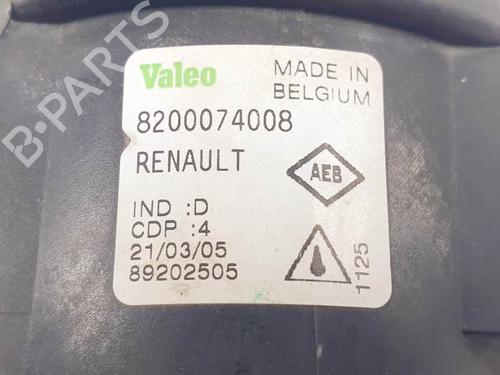 B-PARTS
Valeo
MADE IN
BELGIUM
8200074008
RENAULT
AEB
IND :D
CDP :4
21/03/05
89202505
1125